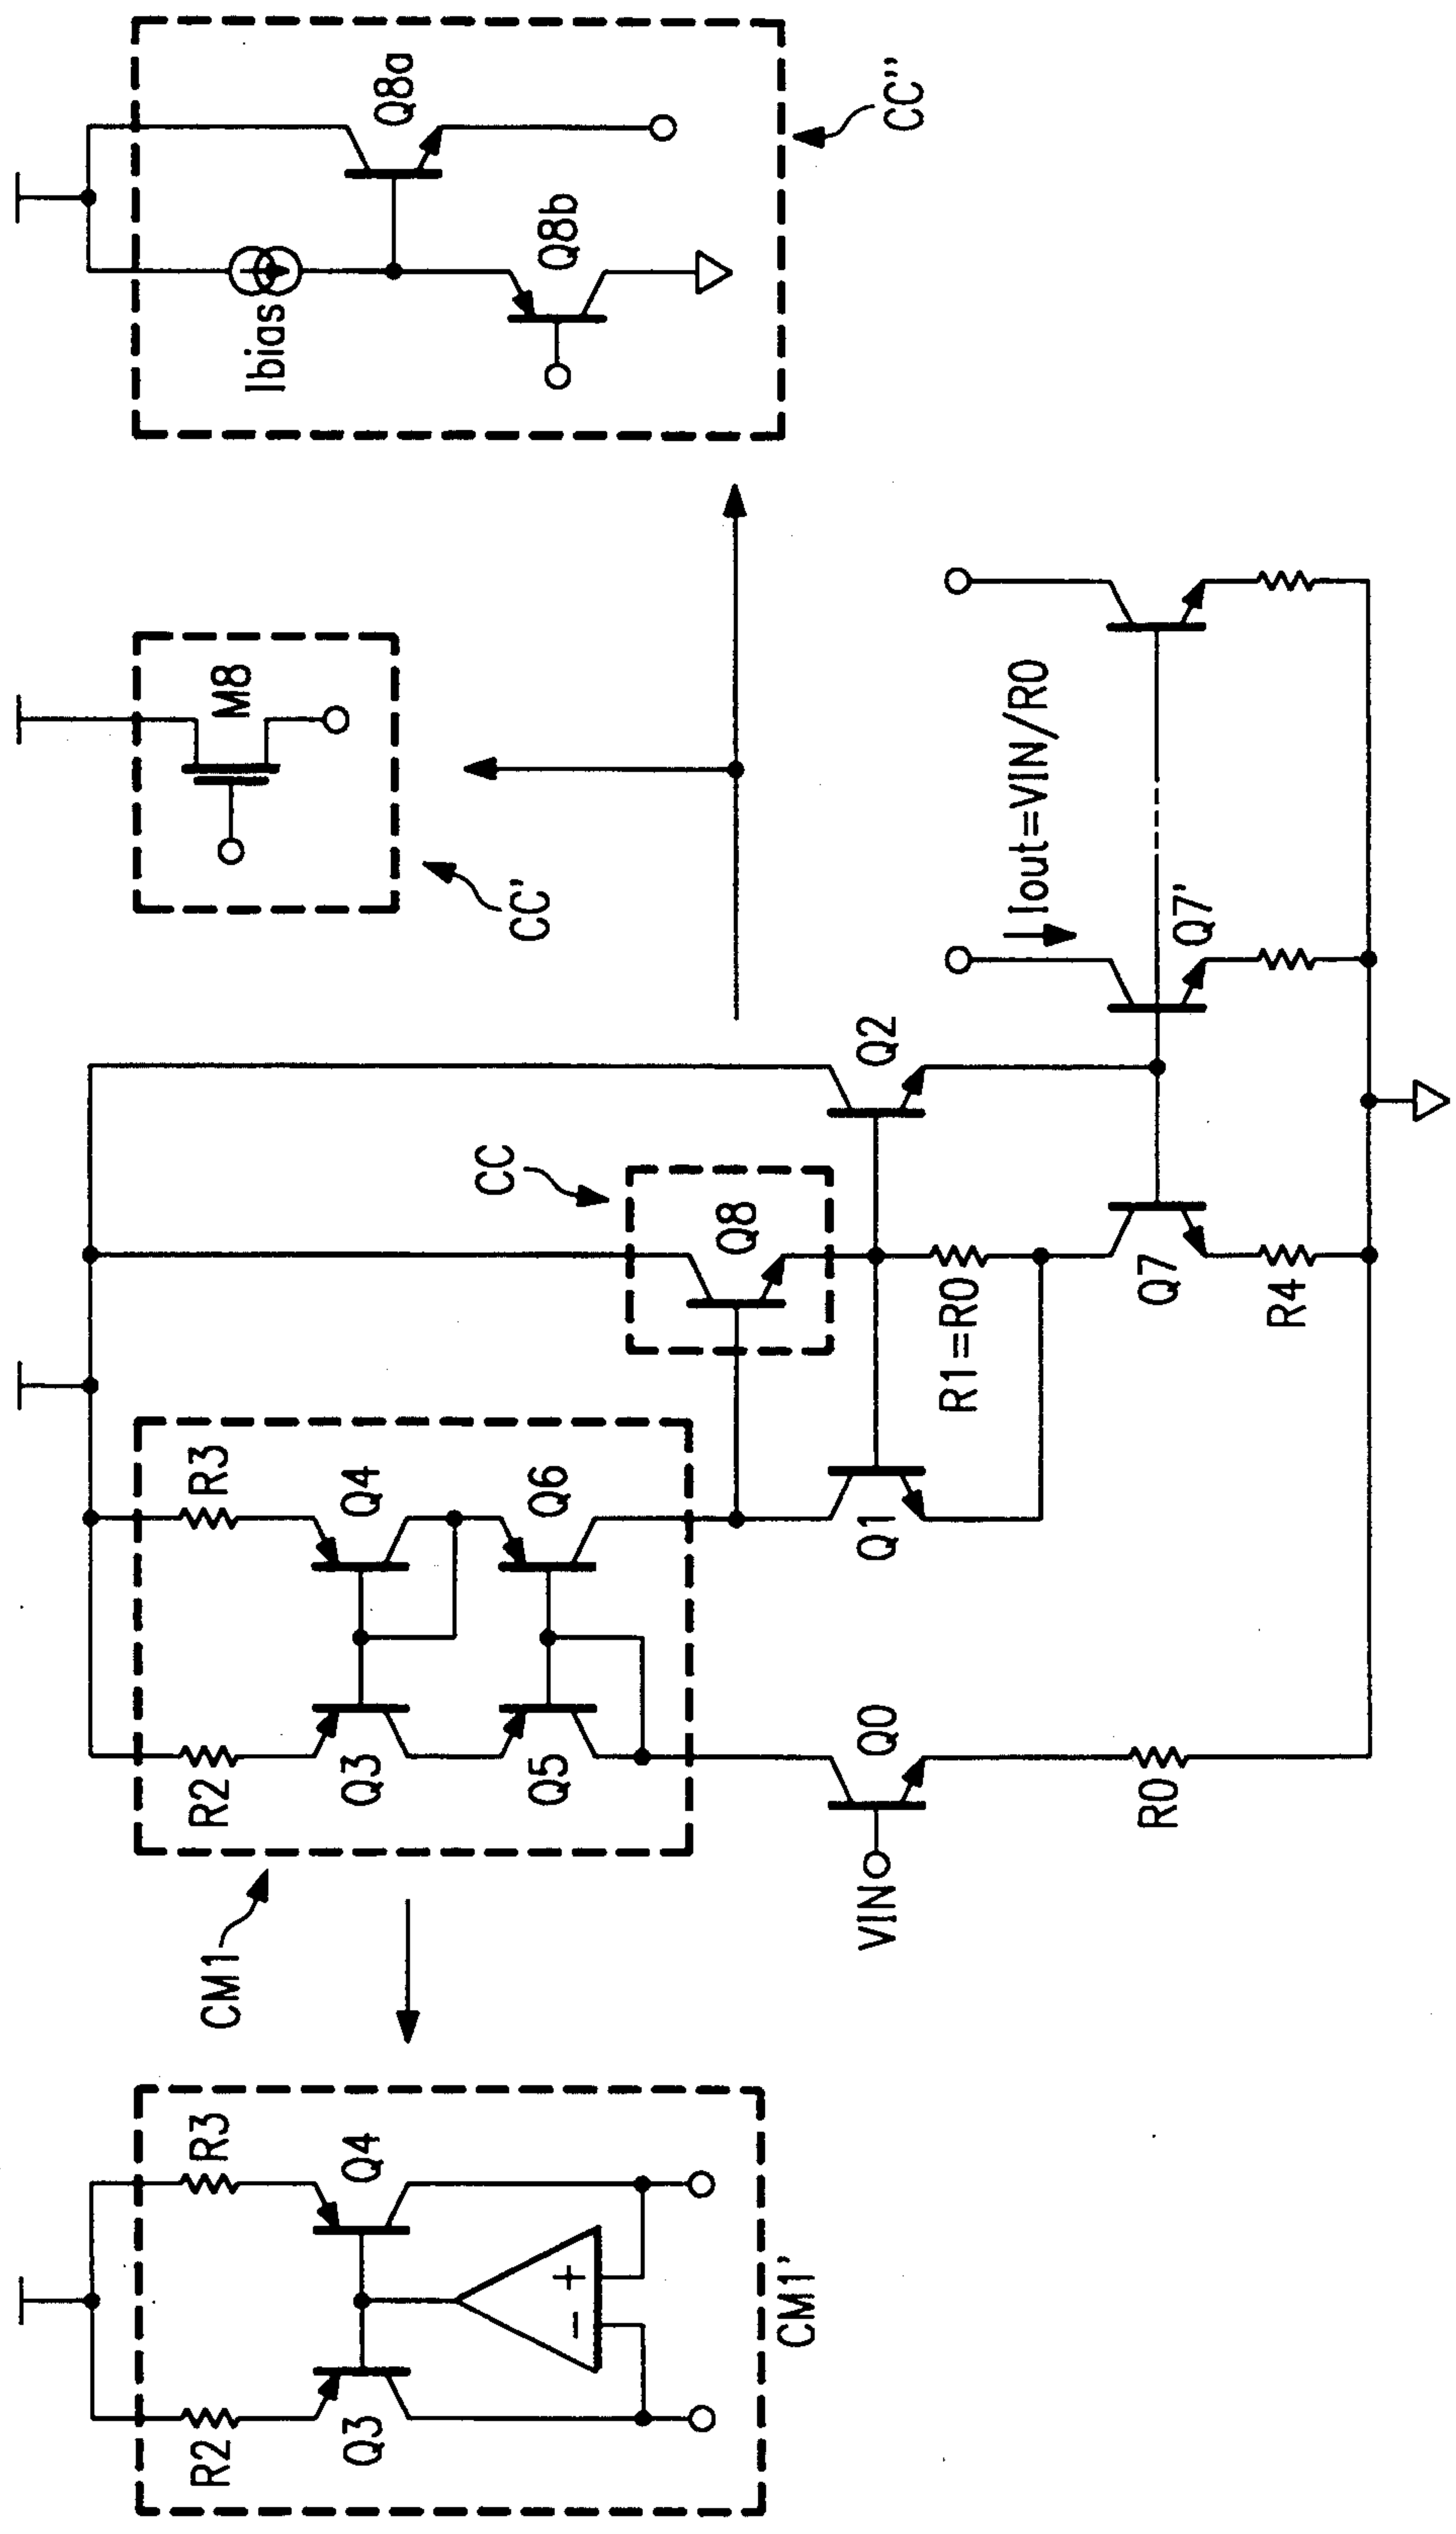 R2
R3
Q3
Q4
- +
CM1'
CM1
R2
R3
Q3
Q4
Q5
Q6
VIN
Q0
R0
Q1
R1=R0
CC
Q8
Q2
Q7
R4
Q7'
Iout=VIN/R0
CC'
M8
Ibias
Q8a
Q8b
CC''